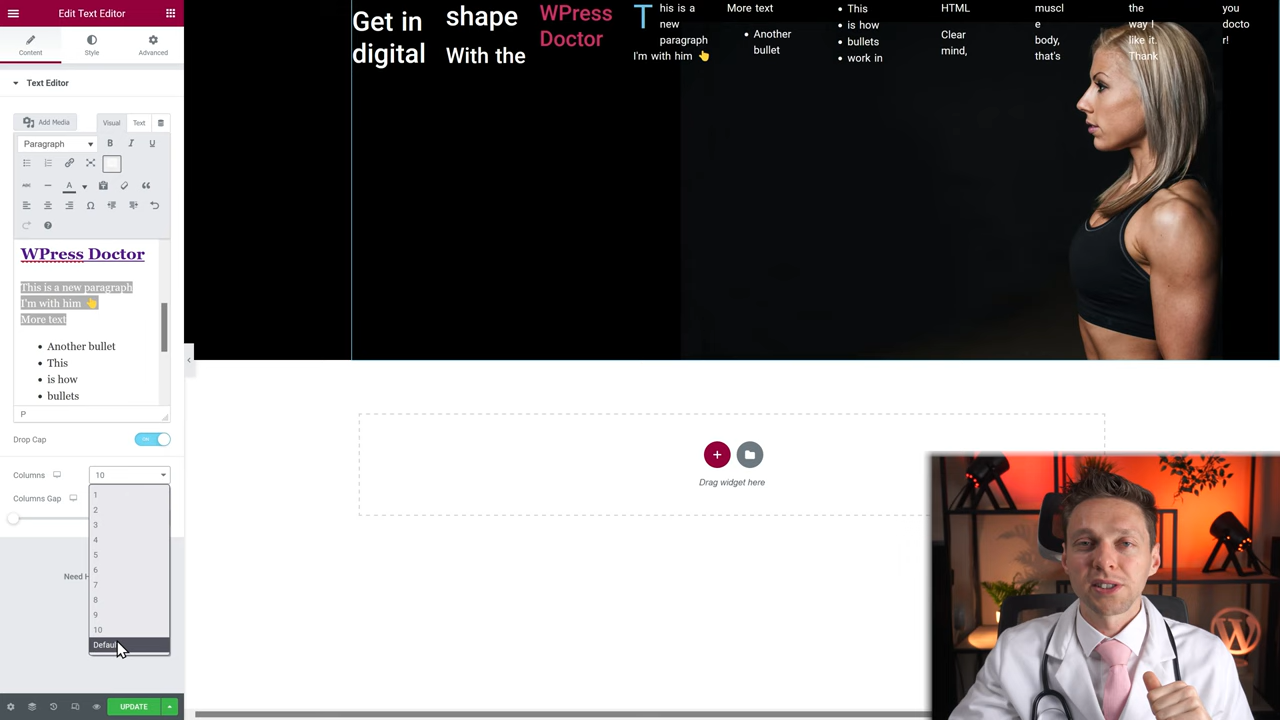 Edit Text Editor
Content
Style
Advanced
Text Editor
Add Media
Visual
Text
Paragraph
B
I
U
ABC
A
WPress Doctor
This is a new paragraph
I'm with him 👆
More text
Another bullet
This
is how
bullets
P
Drop Cap
ON
Columns
10
Columns Gap
1
2
3
4
5
6
7
8
9
10
Default
Need H
UPDATE
Get in
digital
shape
With the
WPress
Doctor
This is a
new
paragraph
I'm with him 👆
More text
Another
bullet
This
is how
bullets
work in
HTML
Clear
mind,
muscl
e
body,
that's
the
way I
like it.
Thank
you
docto
r!
Drag widget here